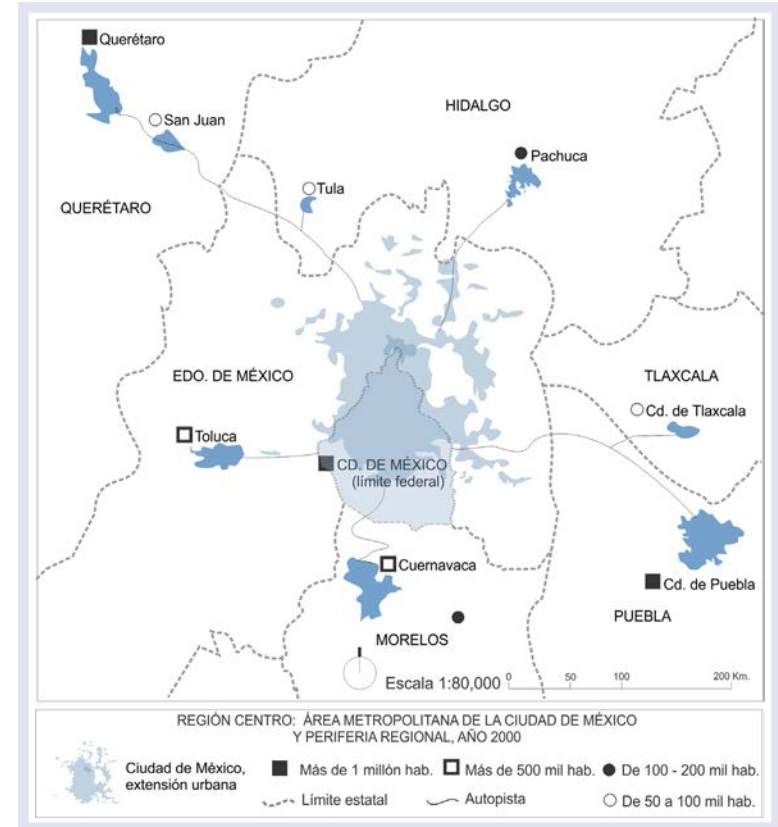 Querétaro
San Juan
HIDALGO
Pachuca
Tula
QUERÉTARO
EDO. DE MÉXICO
TLAXCALA
Cd. de Tlaxcala
Toluca
CD. DE MÉXICO
(límite federal)
Cuernavaca
Cd. de Puebla
PUEBLA
MORELOS
Escala 1:80,000
0 50 100 200 Km.
REGIÓN CENTRO: ÁREA METROPOLITANA DE LA CIUDAD DE MÉXICO
Y PERIFERIA REGIONAL, AÑO 2000
Ciudad de México,
extensión urbana
Más de 1 millón hab.
Más de 500 mil hab.
De 100 - 200 mil hab.
Límite estatal
Autopista
De 50 a 100 mil hab.